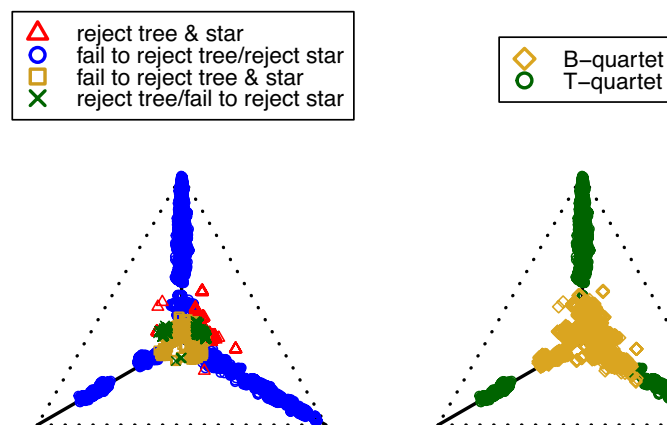 reject tree & star
fail to reject tree/reject star
fail to reject tree & star
reject tree/fail to reject star
B−quartet
T−quartet